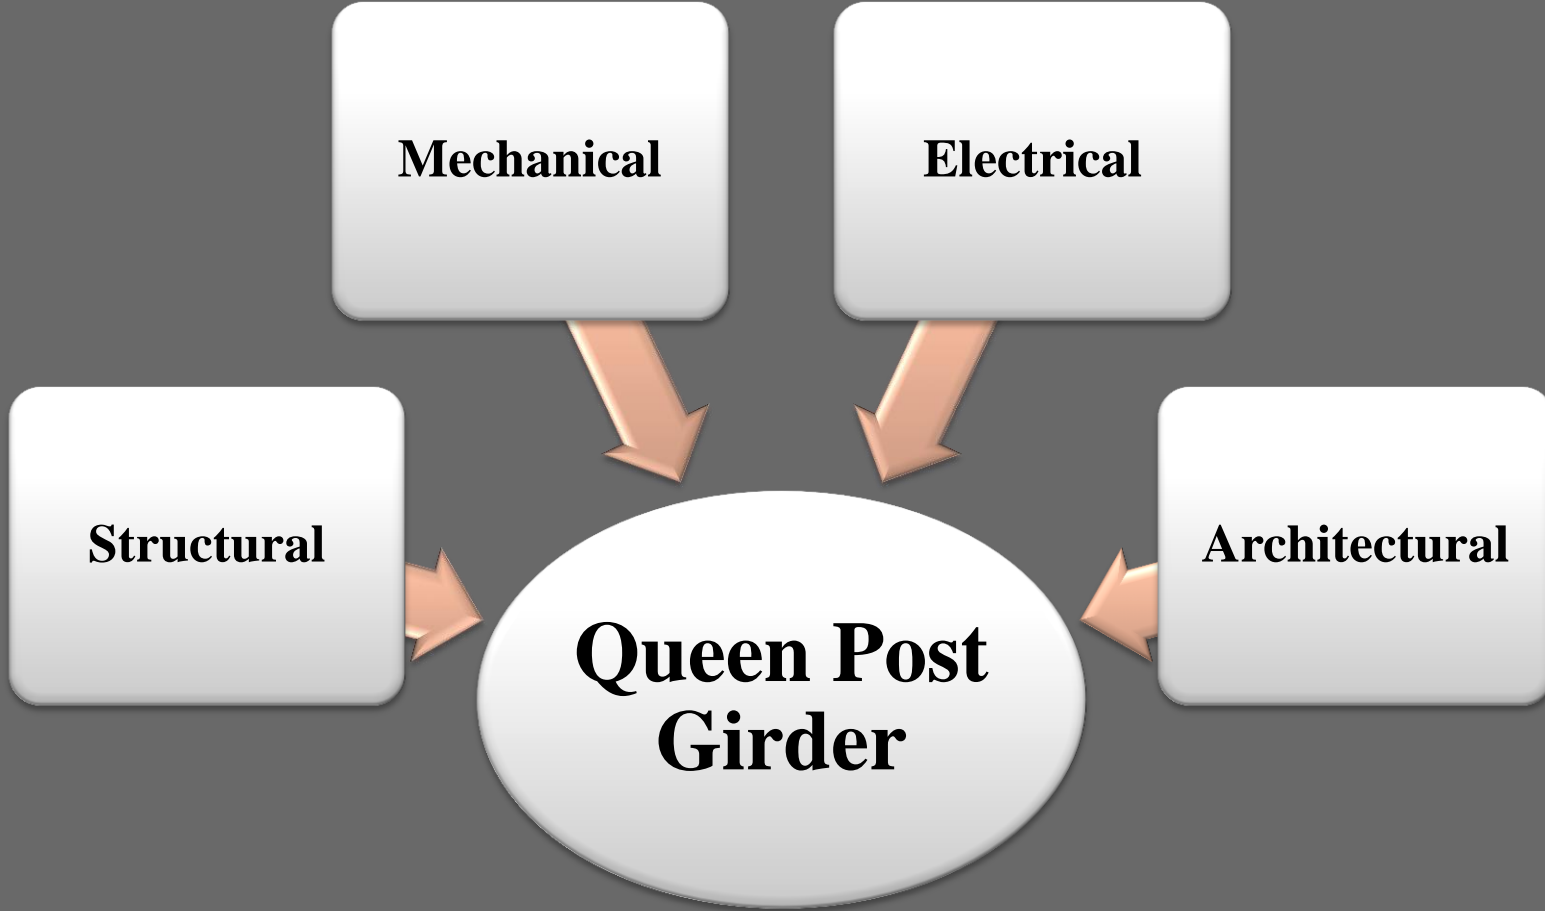 Mechanical
Electrical
Structural
Architectural
Queen Post
Girder